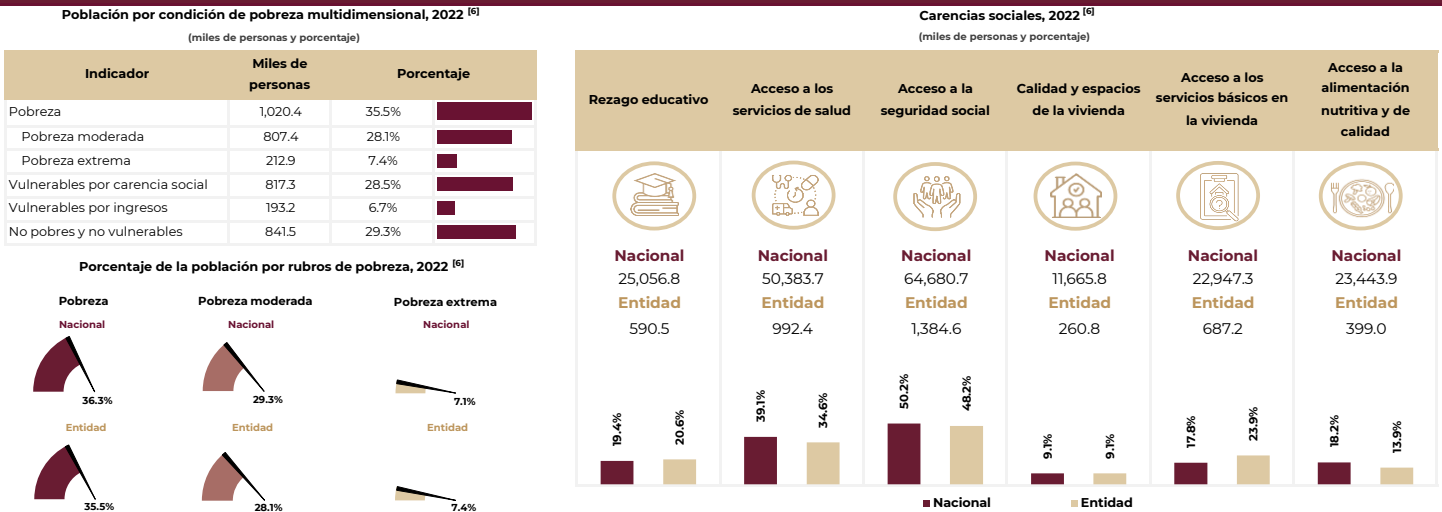 Población por condición de pobreza multidimensional, 2022 [6]
(miles de personas y porcentaje)
Indicador Miles de personas Porcentaje
Pobreza 1,020.4 35.5%
Pobreza moderada 807.4 28.1%
Pobreza extrema 212.9 7.4%
Vulnerables por carencia social 817.3 28.5%
Vulnerables por ingresos 193.2 6.7%
No pobres y no vulnerables 841.5 29.3%
Porcentaje de la población por rubros de pobreza, 2022 [6]
Pobreza Pobreza moderada Pobreza extrema
Nacional Nacional Nacional
36.3% 29.3% 7.1%
Entidad Entidad Entidad
35.5% 28.1% 7.4%
Carencias sociales, 2022 [6]
(miles de personas y porcentaje)
Rezago educativo
Acceso a los
servicios de salud
Acceso a la
seguridad social
Calidad y espacios
de la vivienda
Acceso a los
servicios básicos en
la vivienda
Acceso a la
alimentación
nutritiva y de
calidad
Nacional Nacional Nacional Nacional Nacional Nacional
25,056.8 50,383.7 64,680.7 11,665.8 22,947.3 23,443.9
Entidad Entidad Entidad Entidad Entidad Entidad
590.5 992.4 1,384.6 260.8 687.2 399.0
19.4% 20.6% 39.1% 34.6% 50.2% 48.2% 9.1% 9.1% 17.8% 23.9% 18.2% 13.9%
Nacional Entidad